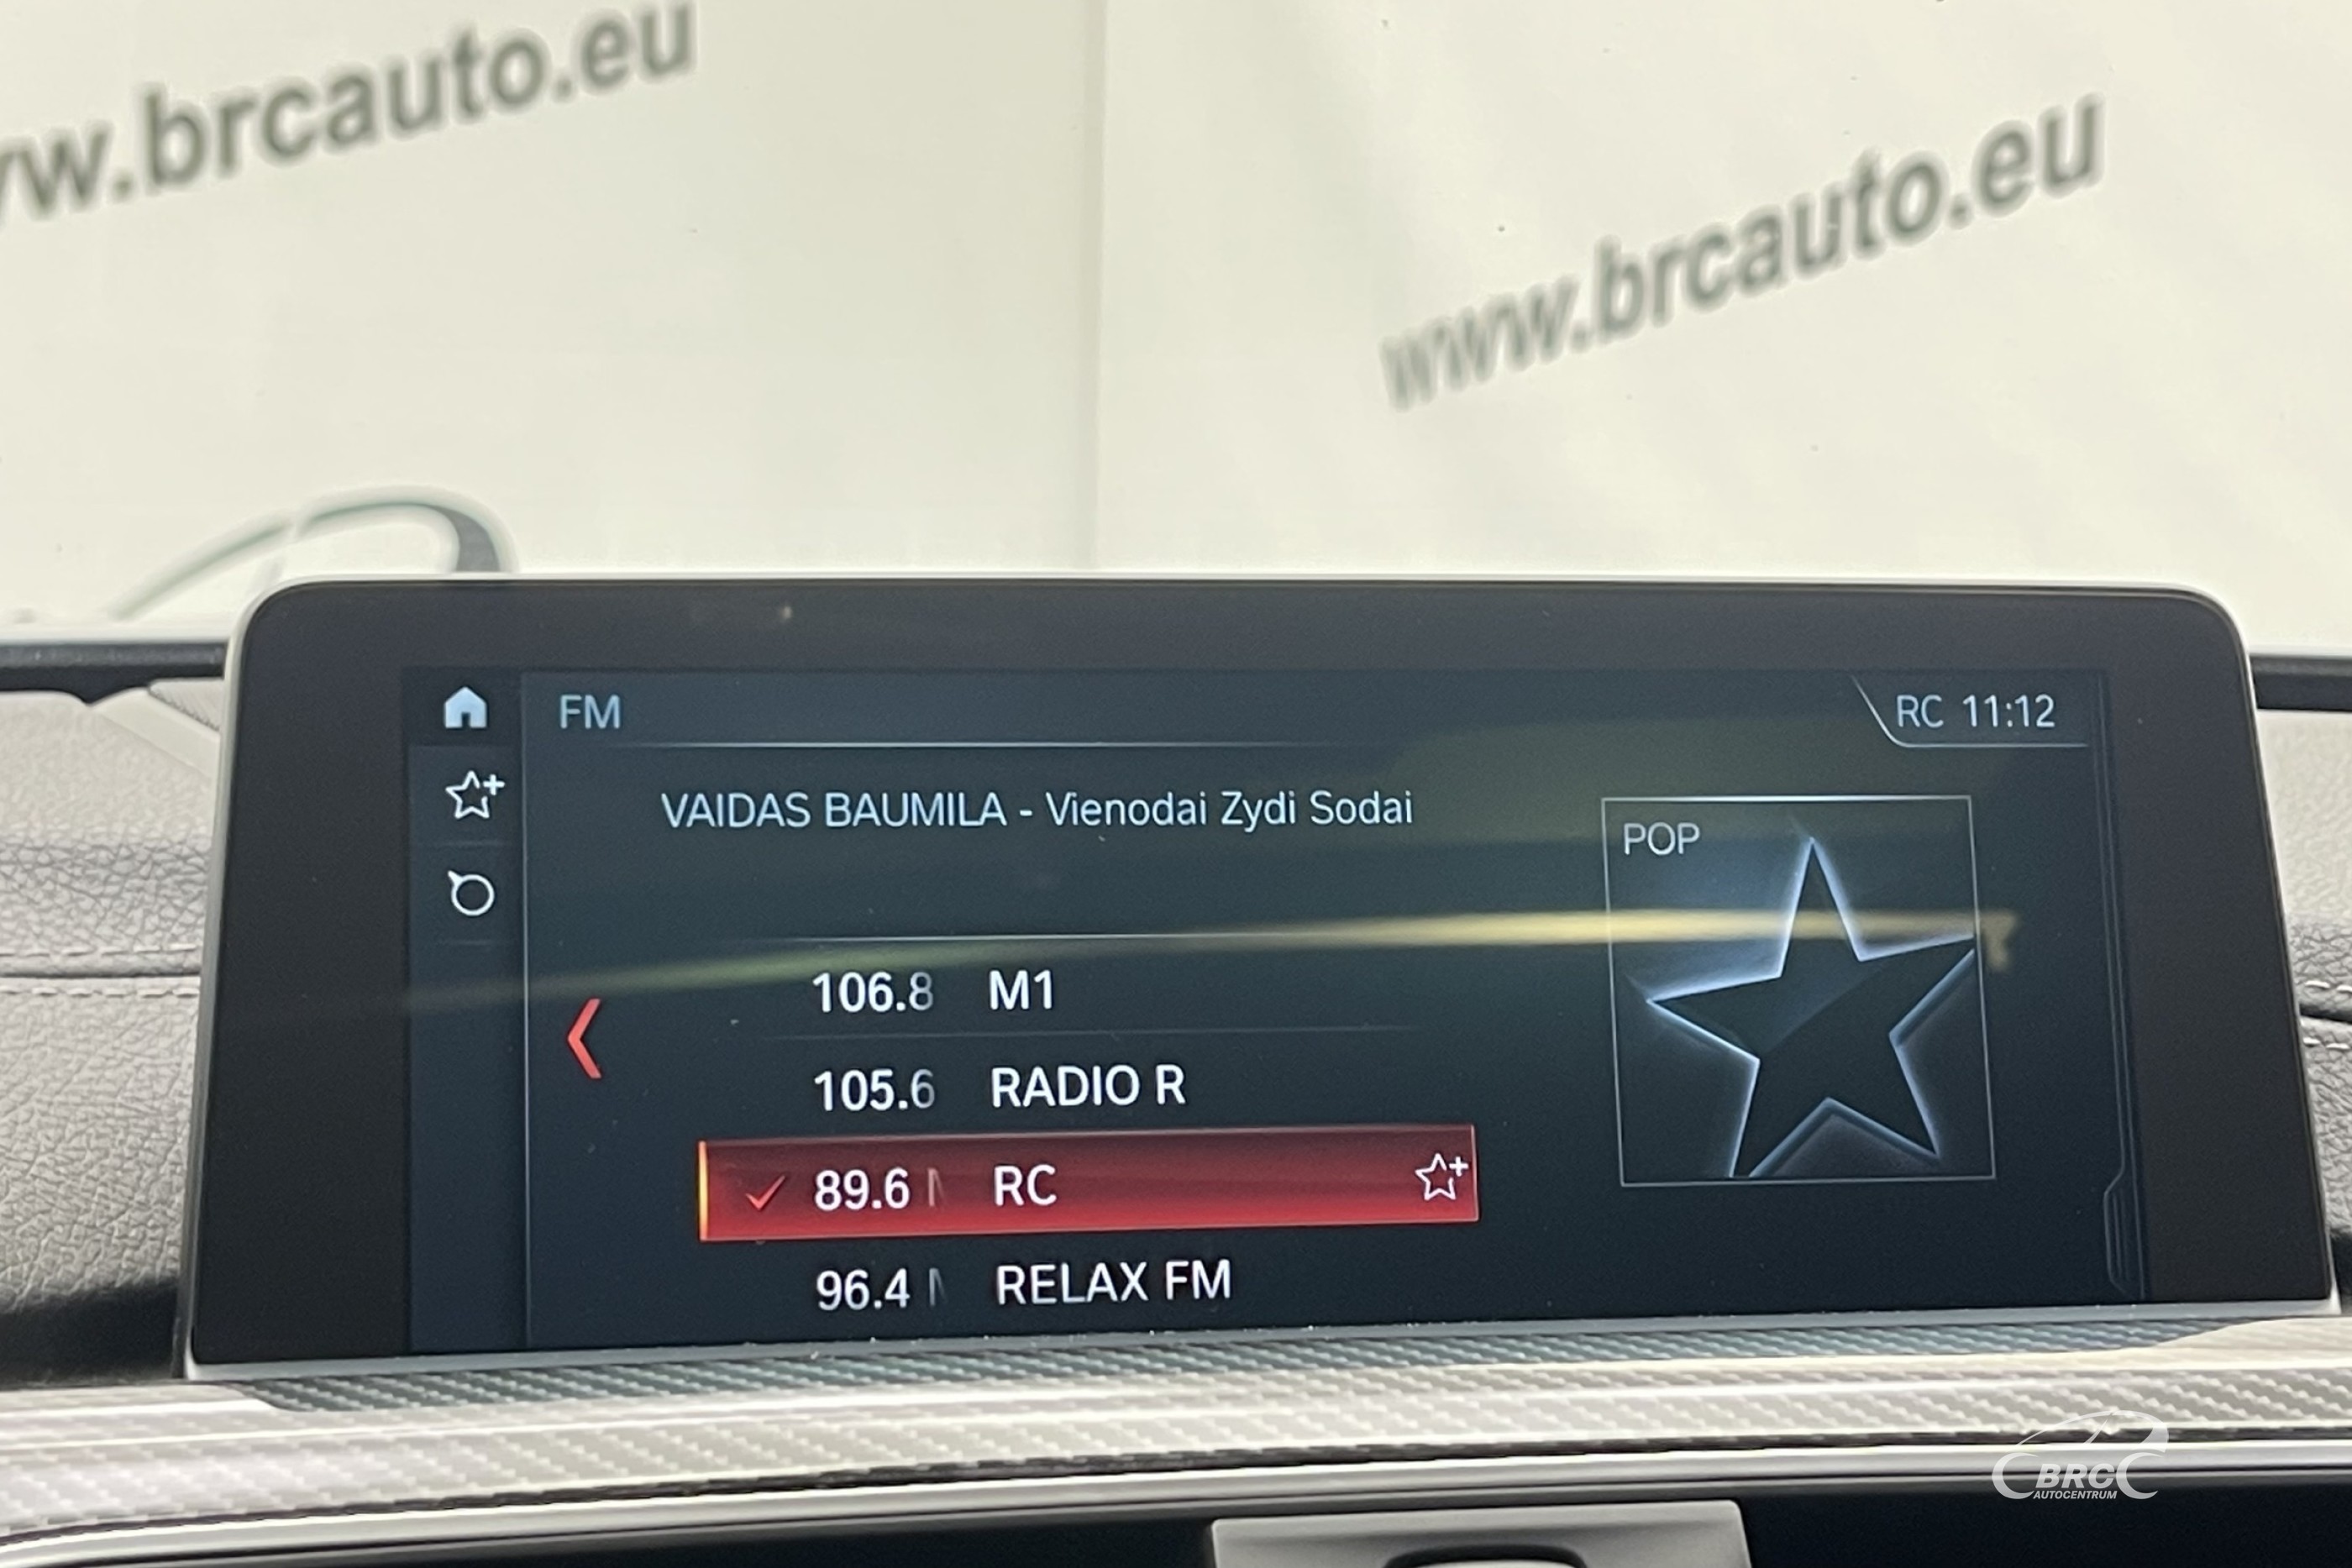 w.brcauto.eu
www.brcauto.eu
FM
RC 11:12
VAIDAS BAUMILA - Vienodai Zydi Sodai
POP
106.8 M1
105.6 RADIO R
89.6 RC
96.4 RELAX FM
BRC
AUTOCENTRUM